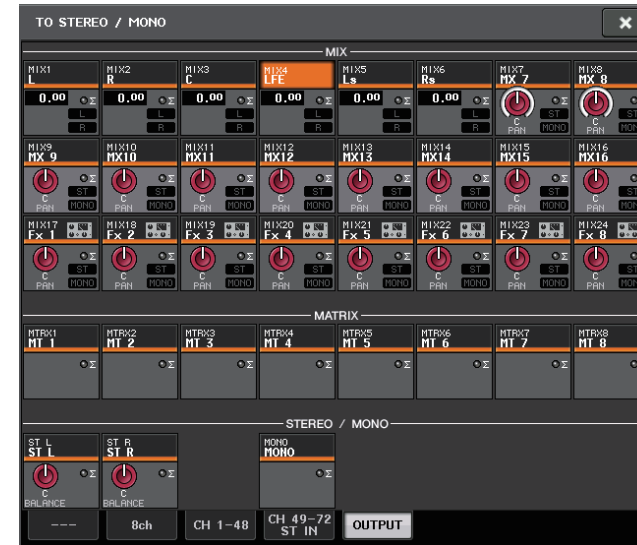 TO STEREO / MONO ×
MIX
MIX1 MIX2 MIX3 MIX4 MIX5 MIX6 MIX7 MIX8
L R C LFE Ls Rs MX 7 MX 8
0.00 Σ 0.00 Σ 0.00 Σ 0.00 Σ 0.00 Σ 0.00 Σ Σ Σ
L L L L L L ST ST
R R R R R R C PAN MONO C PAN MONO
MIX9 MIX10 MIX11 MIX12 MIX13 MIX14 MIX15 MIX16
MX 9 MX10 MX11 MX12 MX13 MX14 MX15 MX16
Σ Σ Σ Σ Σ Σ Σ Σ
ST ST ST ST ST ST ST ST
C C C C C C C C
PAN MONO PAN MONO PAN MONO PAN MONO PAN MONO PAN MONO PAN MONO PAN MONO
MIX17 MIX18 MIX19 MIX20 MIX21 MIX22 MIX23 MIX24
Fx 1 Fx 2 Fx 3 Fx 4 Fx 5 Fx 6 Fx 7 Fx 8
Σ Σ Σ Σ Σ Σ Σ Σ
ST ST ST ST ST ST ST ST
C C C C C C C C
PAN MONO PAN MONO PAN MONO PAN MONO PAN MONO PAN MONO PAN MONO PAN MONO
MATRIX
MTRX1 MTRX2 MTRX3 MTRX4 MTRX5 MTRX6 MTRX7 MTRX8
MT 1 MT 2 MT 3 MT 4 MT 5 MT 6 MT 7 MT 8
Σ Σ Σ Σ Σ Σ Σ
STEREO / MONO
ST L ST R MONO
ST L ST R MONO
Σ Σ Σ
C C
BALANCE BALANCE
--- 8ch CH 1-48 CH 49-72 ST IN OUTPUT